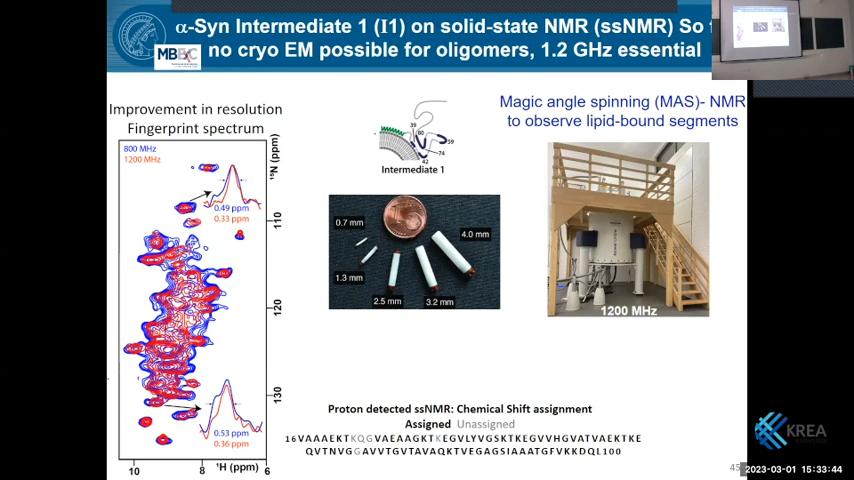 α-Syn Intermediate 1 (I1) on solid-state NMR (ssNMR) So
no cryo EM possible for oligomers, 1.2 GHz essential
MBExC
Improvement in resolution
Fingerprint spectrum
800 MHz
1200 MHz
0.49 ppm
0.33 ppm
0.53 ppm
0.36 ppm
¹⁵N (ppm)
110
120
130
10 8 6
¹H (ppm)
39
60
59
74
42
Intermediate 1
0.7 mm
1.3 mm
2.5 mm
3.2 mm
4.0 mm
Magic angle spinning (MAS)- NMR
to observe lipid-bound segments
1200 MHz
Proton detected ssNMR: Chemical Shift assignment
Assigned Unassigned
16VAAAEKTKQGVAEAAGKTKEGVLYVGSKTKEGVVHGVATVAEKTKE
QVTNVGGAVVTGVTAVAQKTVEGAGSIAAATGFVKKDQL100
KREA
45
2023-03-01 15:33:44